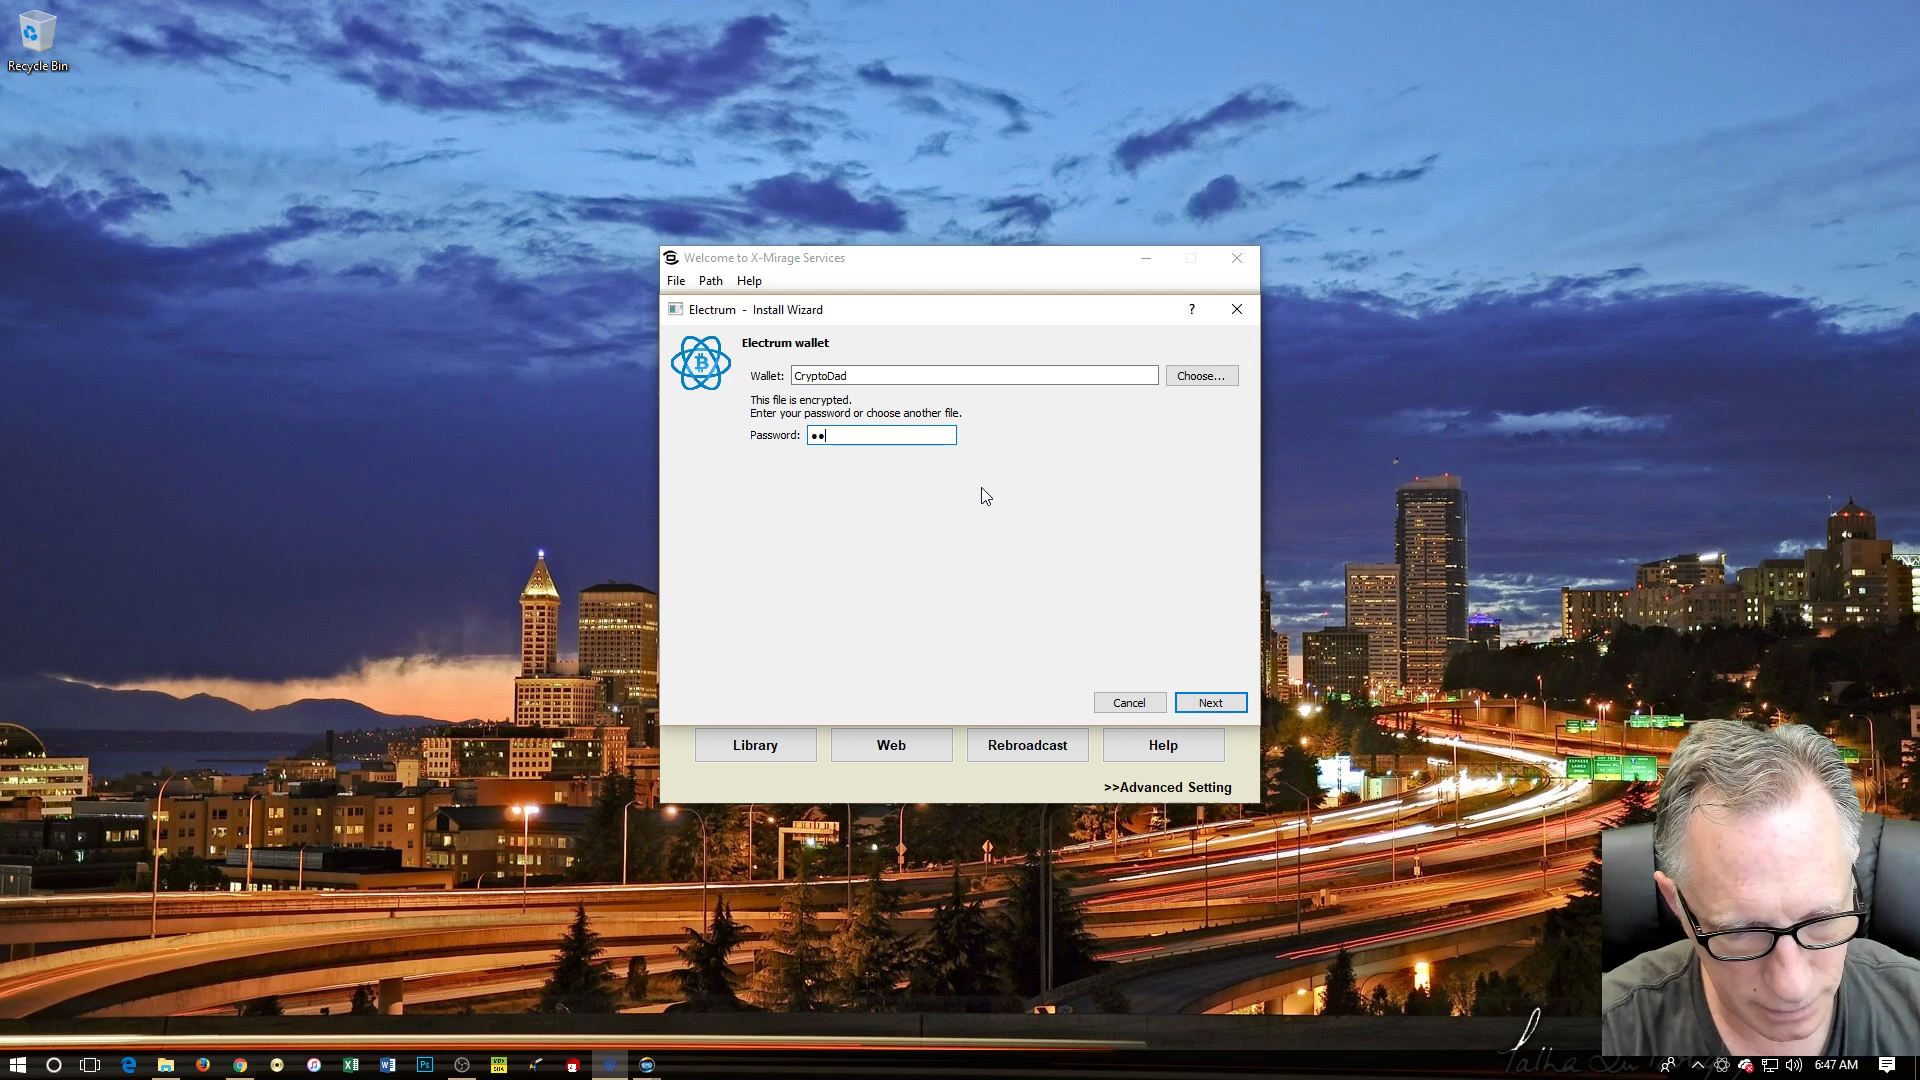 Recycle Bin
Welcome to X-Mirage Services
File Path Help
Electrum - Install Wizard
?
Electrum wallet
Wallet: CryptoDad Choose...
This file is encrypted.
Enter your password or choose another file.
Password: ●●
Cancel Next
Library Web Rebroadcast Help
>>Advanced Setting
EXPRESS
LANES
6:47 AM